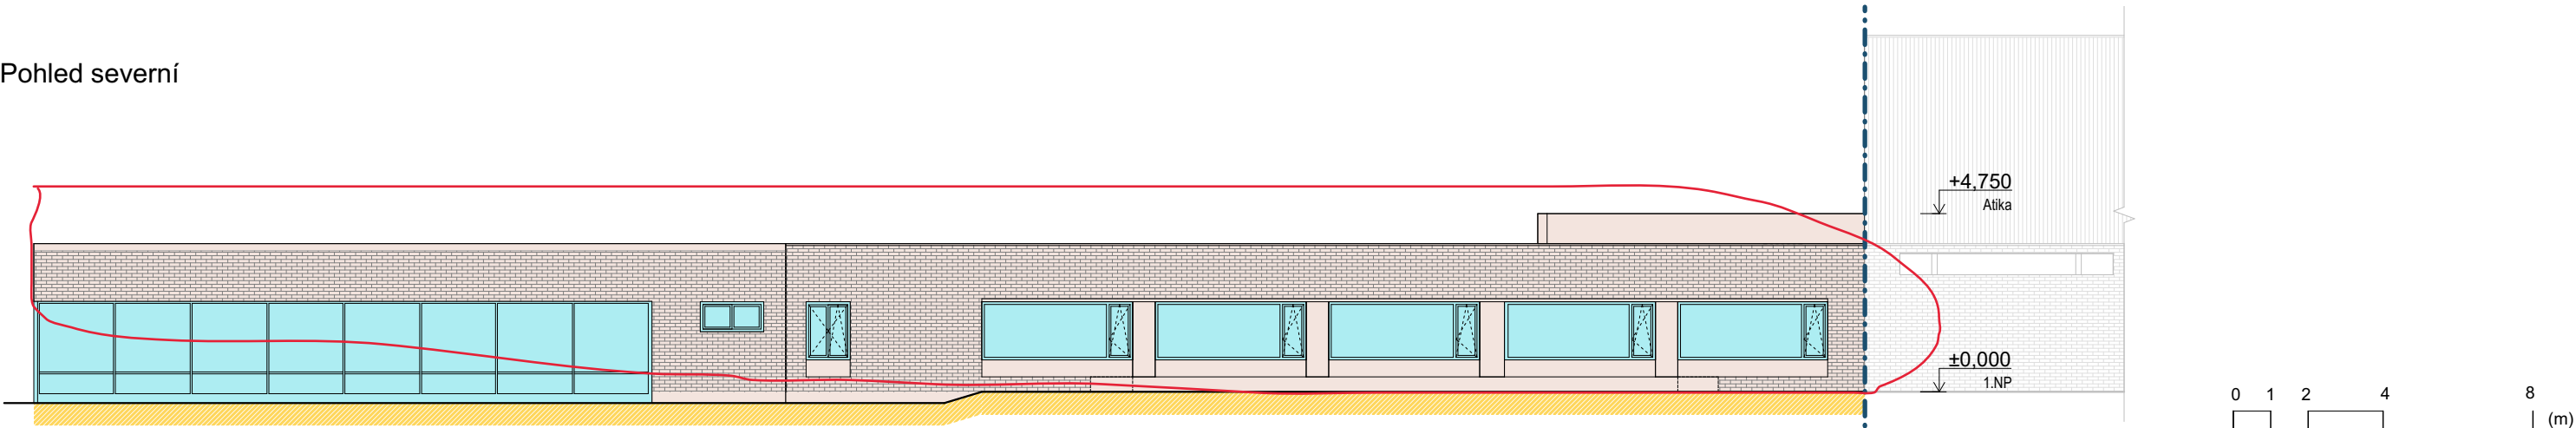 Pohled severní
+4,750
Atika
±0,000
1.NP
0 1 2 4 8
(m)